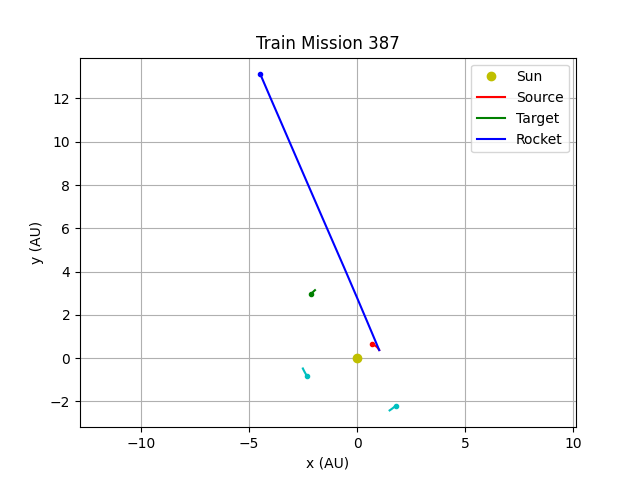 Train Mission 387
Sun
Source
Target
Rocket
12
10
8
6
4
2
0
−2
−10
−5
0
5
10
y (AU)
x (AU)